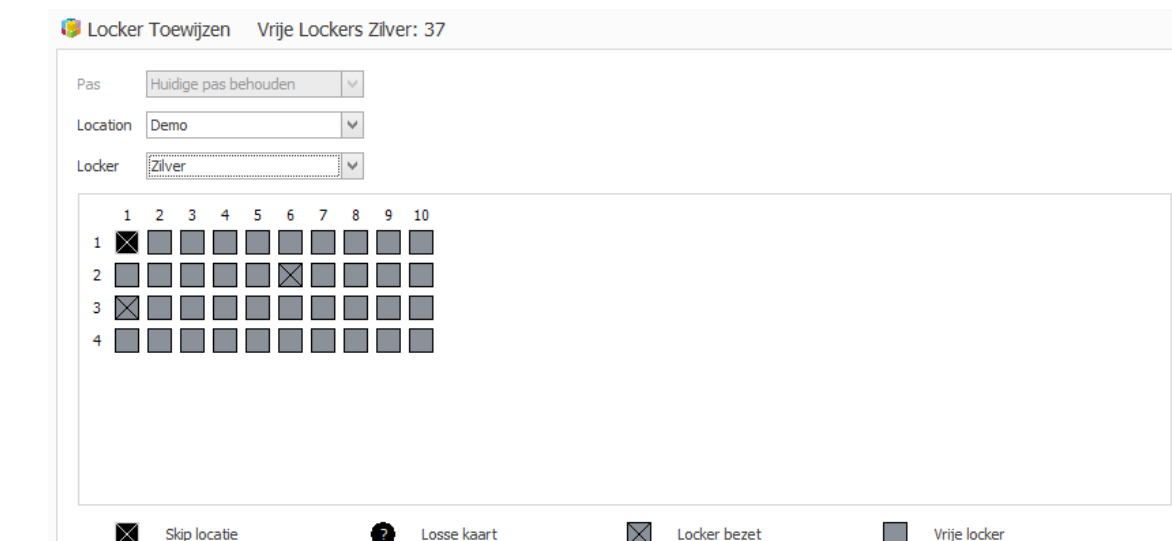 Locker Toewijzen Vrije Lockers Zilver: 37
Pas Huidige pas behouden
Location Demo
Locker Zilver
1 2 3 4 5 6 7 8 9 10
1
2
3
4
Skip locatie ? Losse kaart Locker bezet Vrije locker